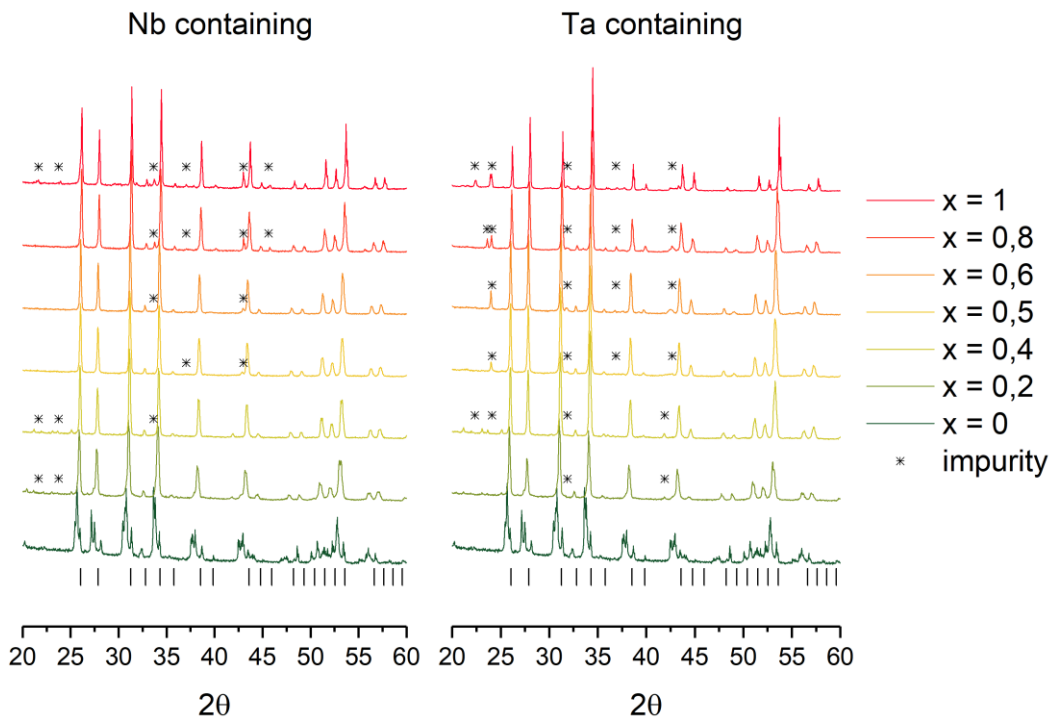 Nb containing
Ta containing
x = 1
x = 0,8
x = 0,6
x = 0,5
x = 0,4
x = 0,2
x = 0
* impurity
20 25 30 35 40 45 50 55 60
20 25 30 35 40 45 50 55 60
2θ
2θ